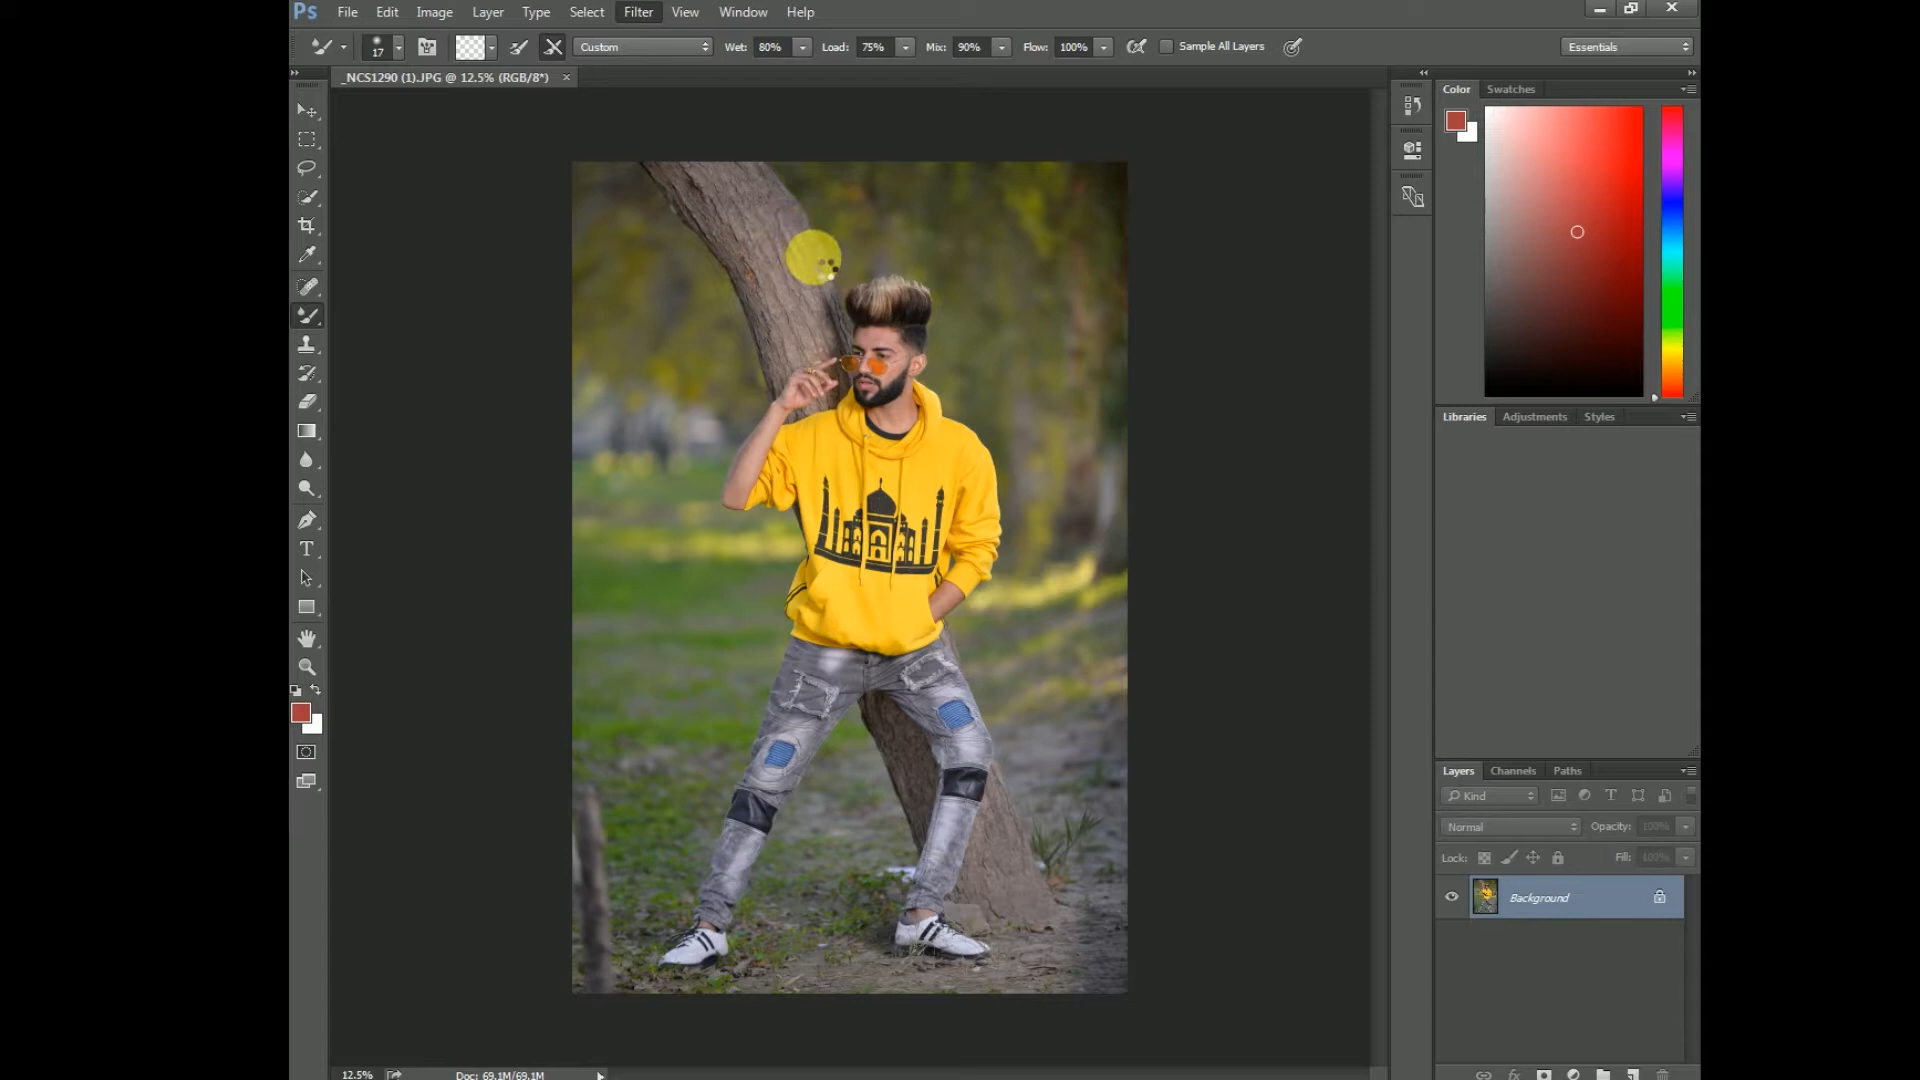 Ps File Edit Image Layer Type Select Filter View Window Help
17 Custom Wet: 80% Load: 75% Mix: 90% Flow: 100% Sample All Layers Essentials
_NCS1290 (1).JPG @ 12.5% (RGB/8*) ×
Color Swatches
Libraries Adjustments Styles
Layers Channels Paths
Kind
Normal Opacity: 100%
Lock: Fill: 100%
Background
12.5% Doc: 69.1M/69.1M